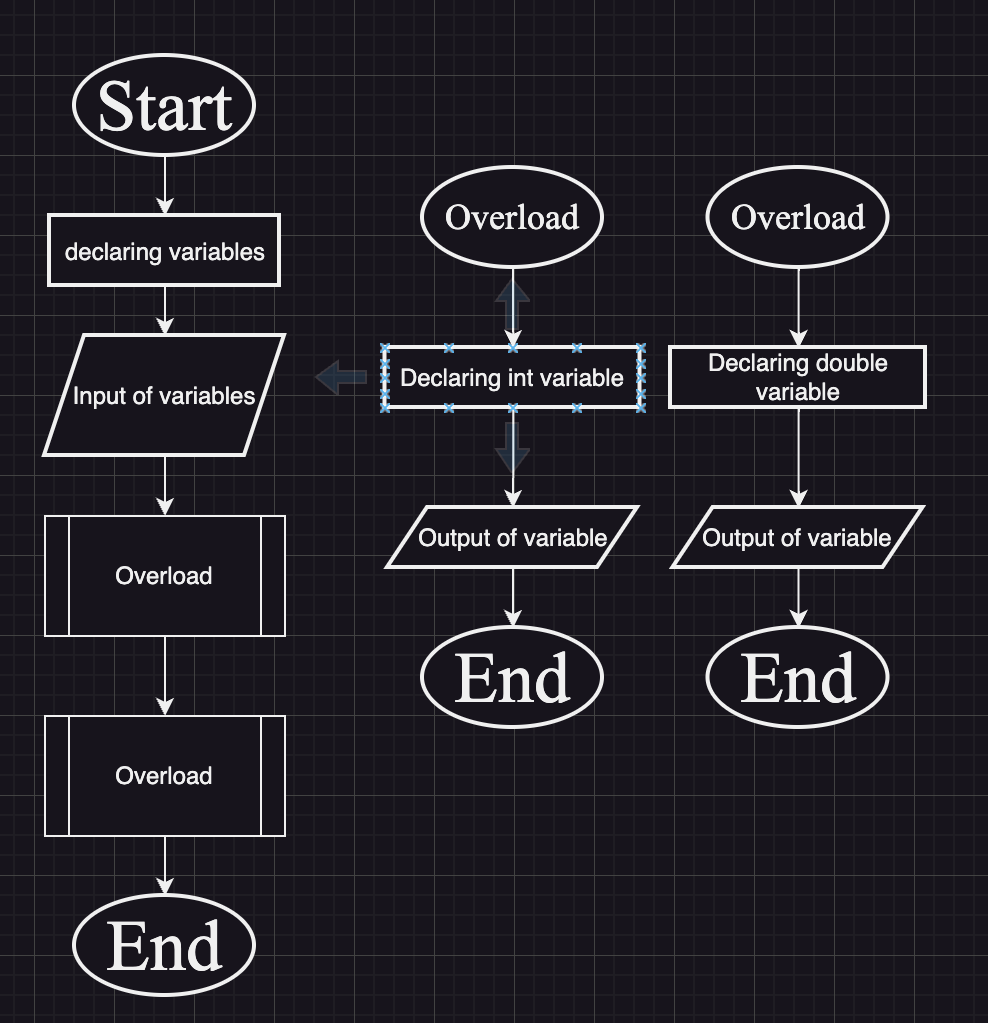 Start
declaring variables
Input of variables
Overload
Overload
End
Overload
Declaring int variable
Output of variable
End
Overload
Declaring double
variable
Output of variable
End